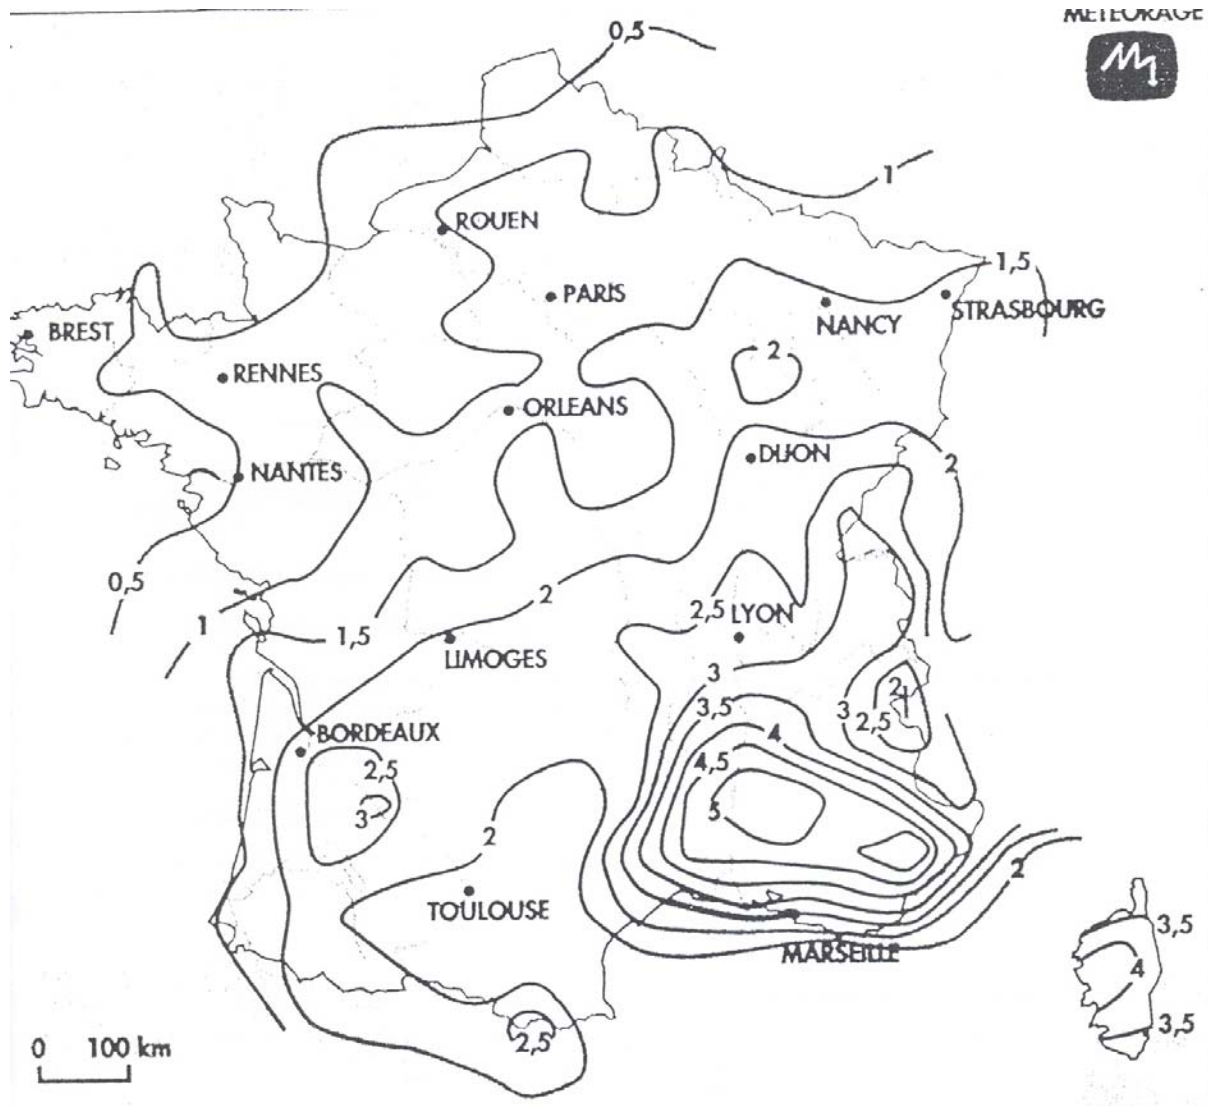 METEORAGE
0,5
1
ROUEN
1,5
PARIS
STRASBOURG
NANCY
BREST
2
RENNES
ORLEANS
DIJON
2
NANTES
0,5
2
2,5
LYON
1
1,5
LIMOGES
3
2
3,5
3
2,5
BORDEAUX
4
2,5
4,5
3
5
2
2
TOULOUSE
3,5
MARSEILLE
4
3,5
2,5
0 100 km